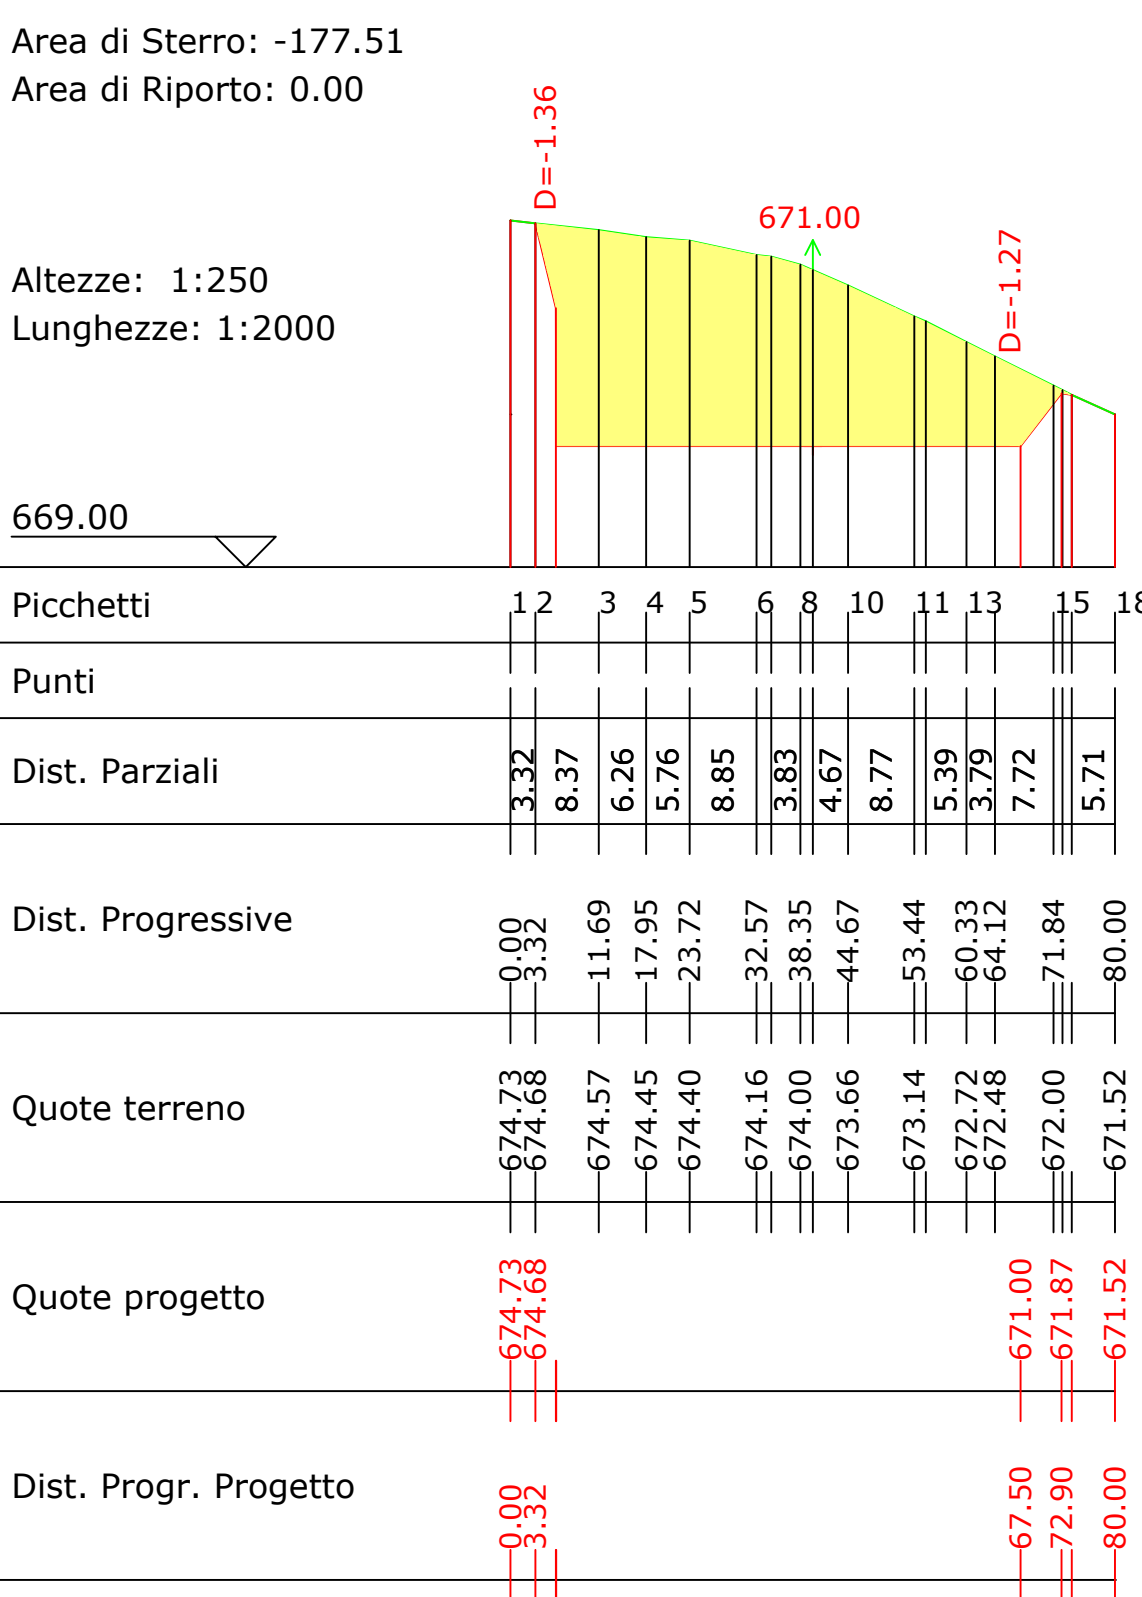 Area di Sterro: -177.51
Area di Riporto: 0.00
D=-1.36
671.00
D=-1.27
Altezze: 1:250
Lunghezze: 1:2000
669.00
Picchetti 1 2 3 4 5 6 8 10 11 13 15 18
Punti
Dist. Parziali 3.32 8.37 6.26 5.76 8.85 3.83 4.67 8.77 5.39 3.79 7.72 5.71
Dist. Progressive 0.00 3.32 11.69 17.95 23.72 32.57 38.35 44.67 53.44 60.33 64.12 71.84 80.00
Quote terreno 674.73 674.68 674.57 674.45 674.40 674.16 674.00 673.66 673.14 672.72 672.48 672.00 671.52
Quote progetto 674.73 674.68 671.00 671.87 671.52
Dist. Progr. Progetto 0.00 3.32 67.50 72.90 80.00